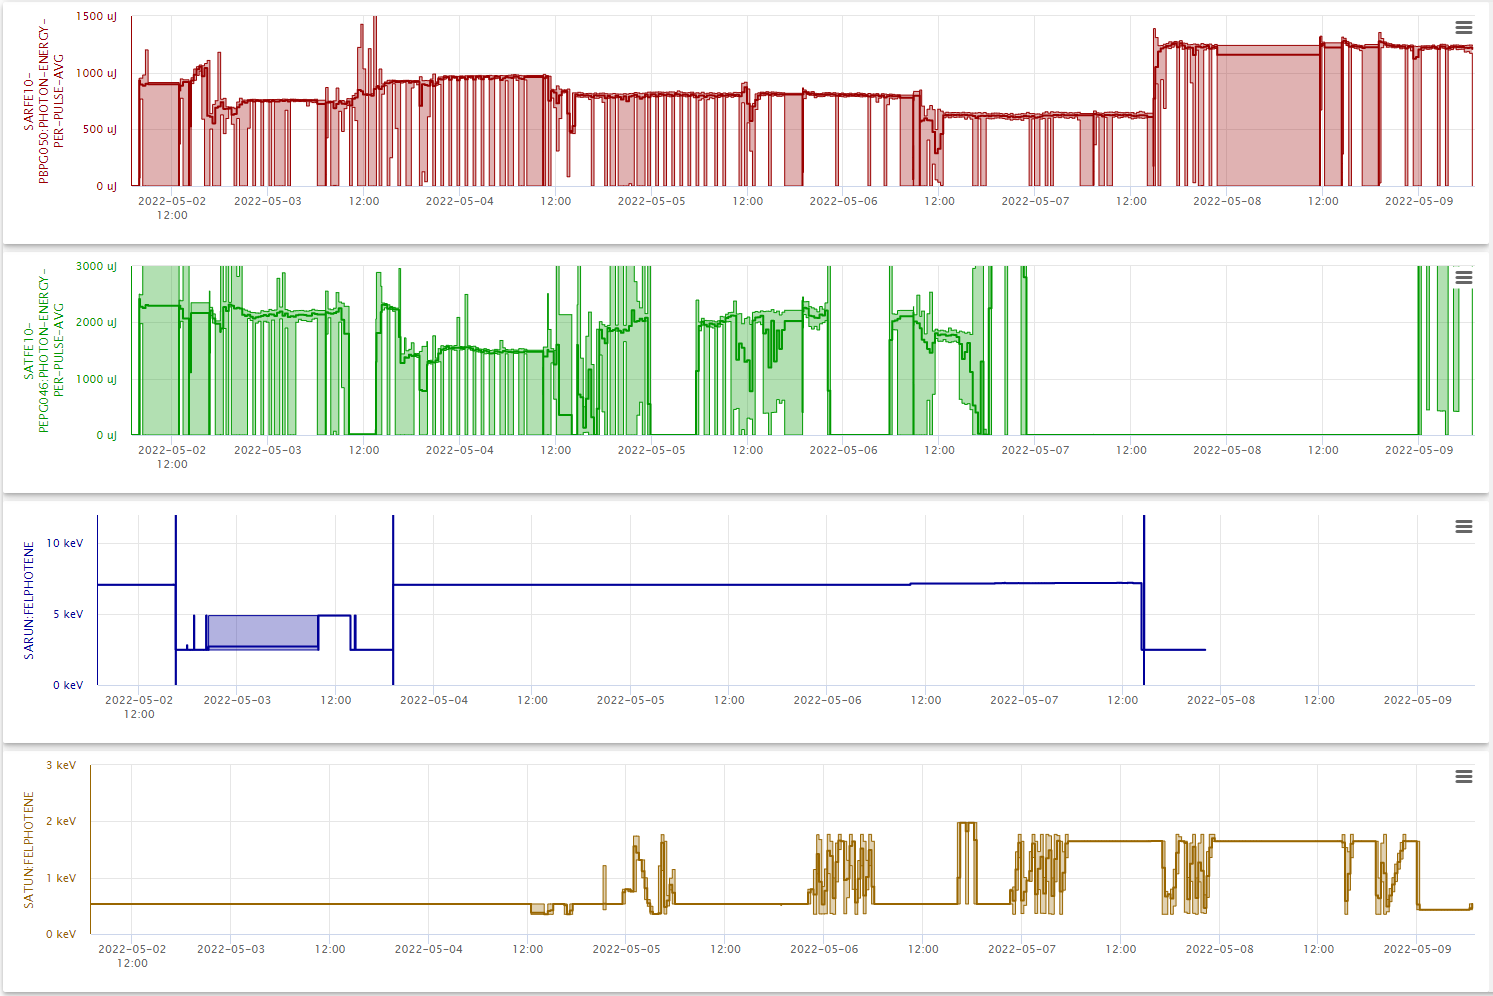 SARFE10-
PBPG050:PHOTON-ENERGY-
PER-PULSE-AVG
1500 uJ
1000 uJ
500 uJ
0 uJ
2022-05-02 2022-05-03 12:00 2022-05-04 12:00 2022-05-05 12:00 2022-05-06 12:00 2022-05-07 12:00 2022-05-08 12:00 2022-05-09
12:00
SATFE10-
PEPG046:PHOTON-ENERGY-
PER-PULSE-AVG
3000 uJ
2000 uJ
1000 uJ
0 uJ
2022-05-02 2022-05-03 12:00 2022-05-04 12:00 2022-05-05 12:00 2022-05-06 12:00 2022-05-07 12:00 2022-05-08 12:00 2022-05-09
12:00
SARUN:FELPHOTENE
10 keV
5 keV
0 keV
2022-05-02 2022-05-03 12:00 2022-05-04 12:00 2022-05-05 12:00 2022-05-06 12:00 2022-05-07 12:00 2022-05-08 12:00 2022-05-09
12:00
SATUN:FELPHOTENE
3 keV
2 keV
1 keV
0 keV
2022-05-02 2022-05-03 12:00 2022-05-04 12:00 2022-05-05 12:00 2022-05-06 12:00 2022-05-07 12:00 2022-05-08 12:00 2022-05-09
12:00